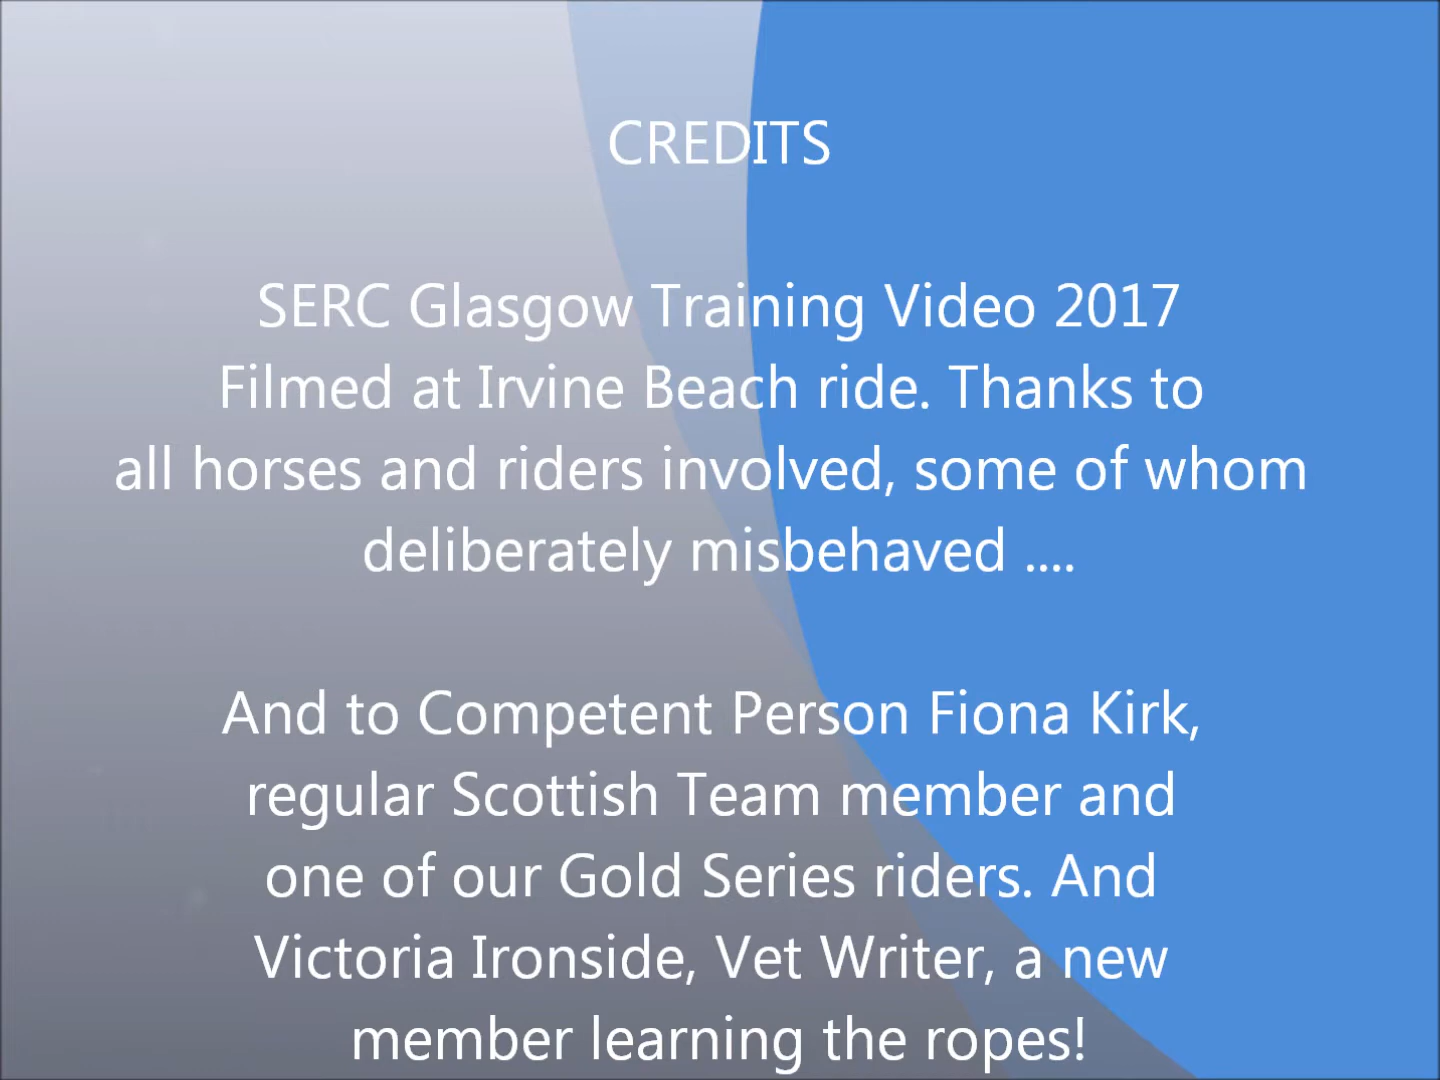 CREDITS
SERC Glasgow Training Video 2017
Filmed at Irvine Beach ride. Thanks to
all horses and riders involved, some of whom
deliberately misbehaved ....
And to Competent Person Fiona Kirk,
regular Scottish Team member and
one of our Gold Series riders. And
Victoria Ironside, Vet Writer, a new
member learning the ropes!